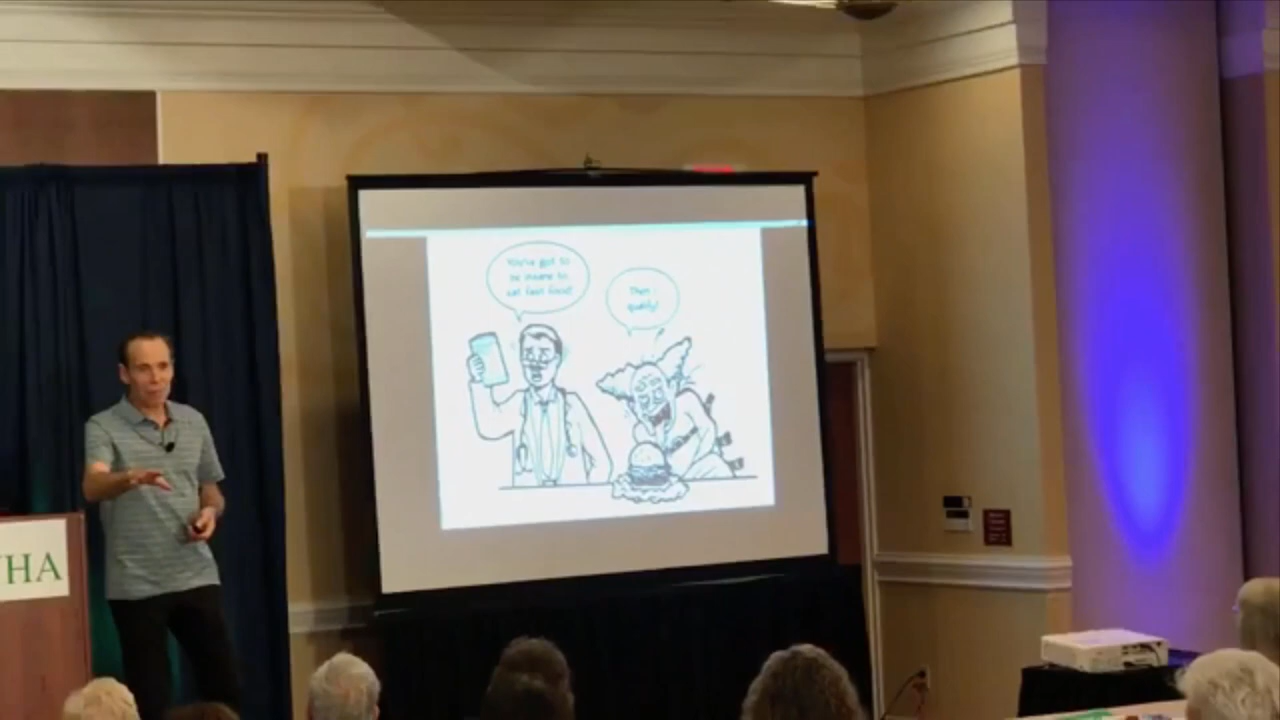 You've got to
be insane to
eat fast food!
Then I
qualify!
HA